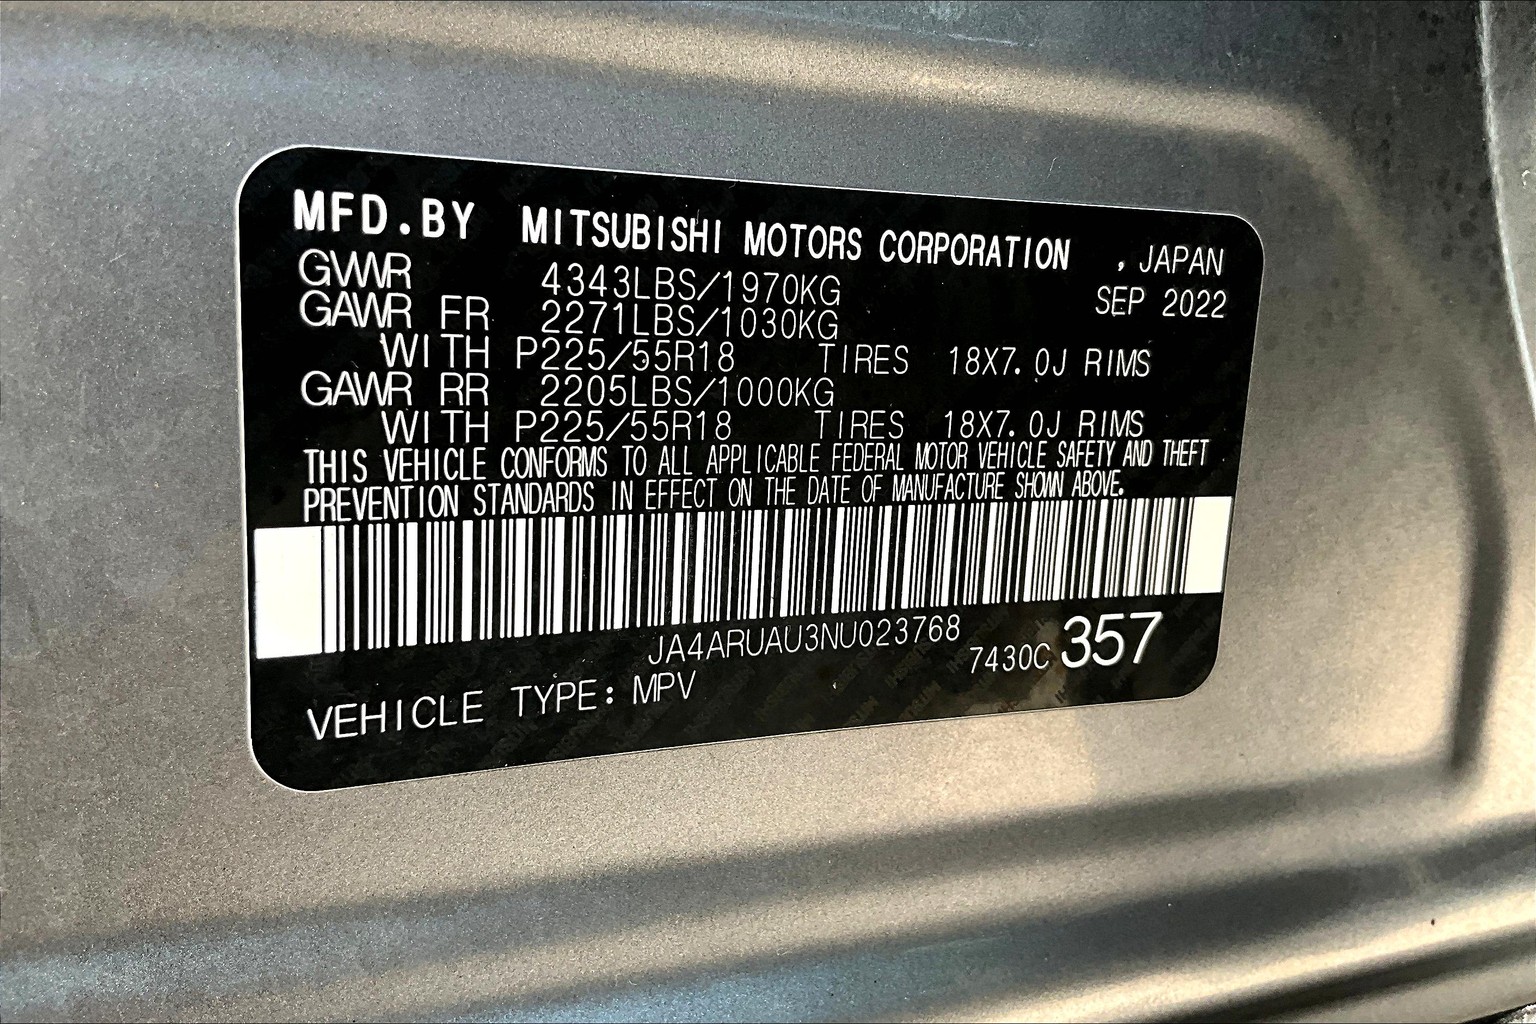 MFD.BY MITSUBISHI MOTORS CORPORATION , JAPAN
GVWR 4343LBS/1970KG SEP 2022
GAWR FR 2271LBS/1030KG
WITH P225/55R18 TIRES 18X7.0J RIMS
GAWR RR 2205LBS/1000KG
WITH P225/55R18 TIRES 18X7.0J RIMS
THIS VEHICLE CONFORMS TO ALL APPLICABLE FEDERAL MOTOR VEHICLE SAFETY AND THEFT
PREVENTION STANDARDS IN EFFECT ON THE DATE OF MANUFACTURE SHOWN ABOVE.
JA4ARUAU3NU023768
7430C 357
VEHICLE TYPE: MPV